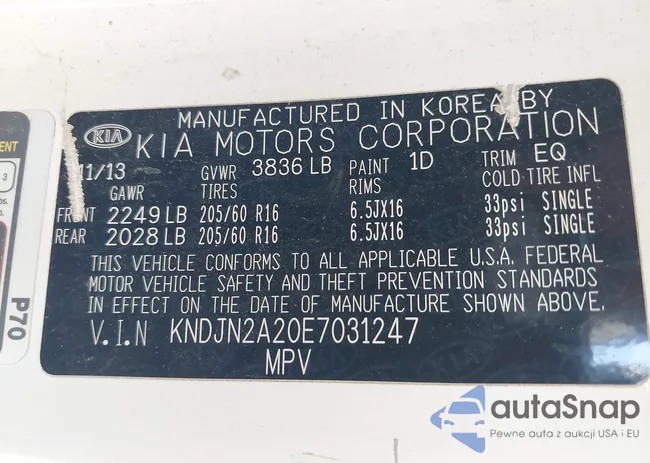 MANUFACTURED IN KOREA BY
KIA KIA MOTORS CORPORATION
11/13 GVWR 3836 LB PAINT 1D TRIM EQ
GAWR TIRES RIMS COLD TIRE INFL
FRONT 2249 LB 205/60 R16 6.5JX16 33psi SINGLE
REAR 2028 LB 205/60 R16 6.5JX16 33psi SINGLE
THIS VEHICLE CONFORMS TO ALL APPLICABLE U.S.A. FEDERAL
MOTOR VEHICLE SAFETY AND THEFT PREVENTION STANDARDS
IN EFFECT ON THE DATE OF MANUFACTURE SHOWN ABOVE.
V.I.N KNDJN2A20E7031247
MPV
ENT
3
P70
autaSnap
Pewne auta z aukcji USA i EU